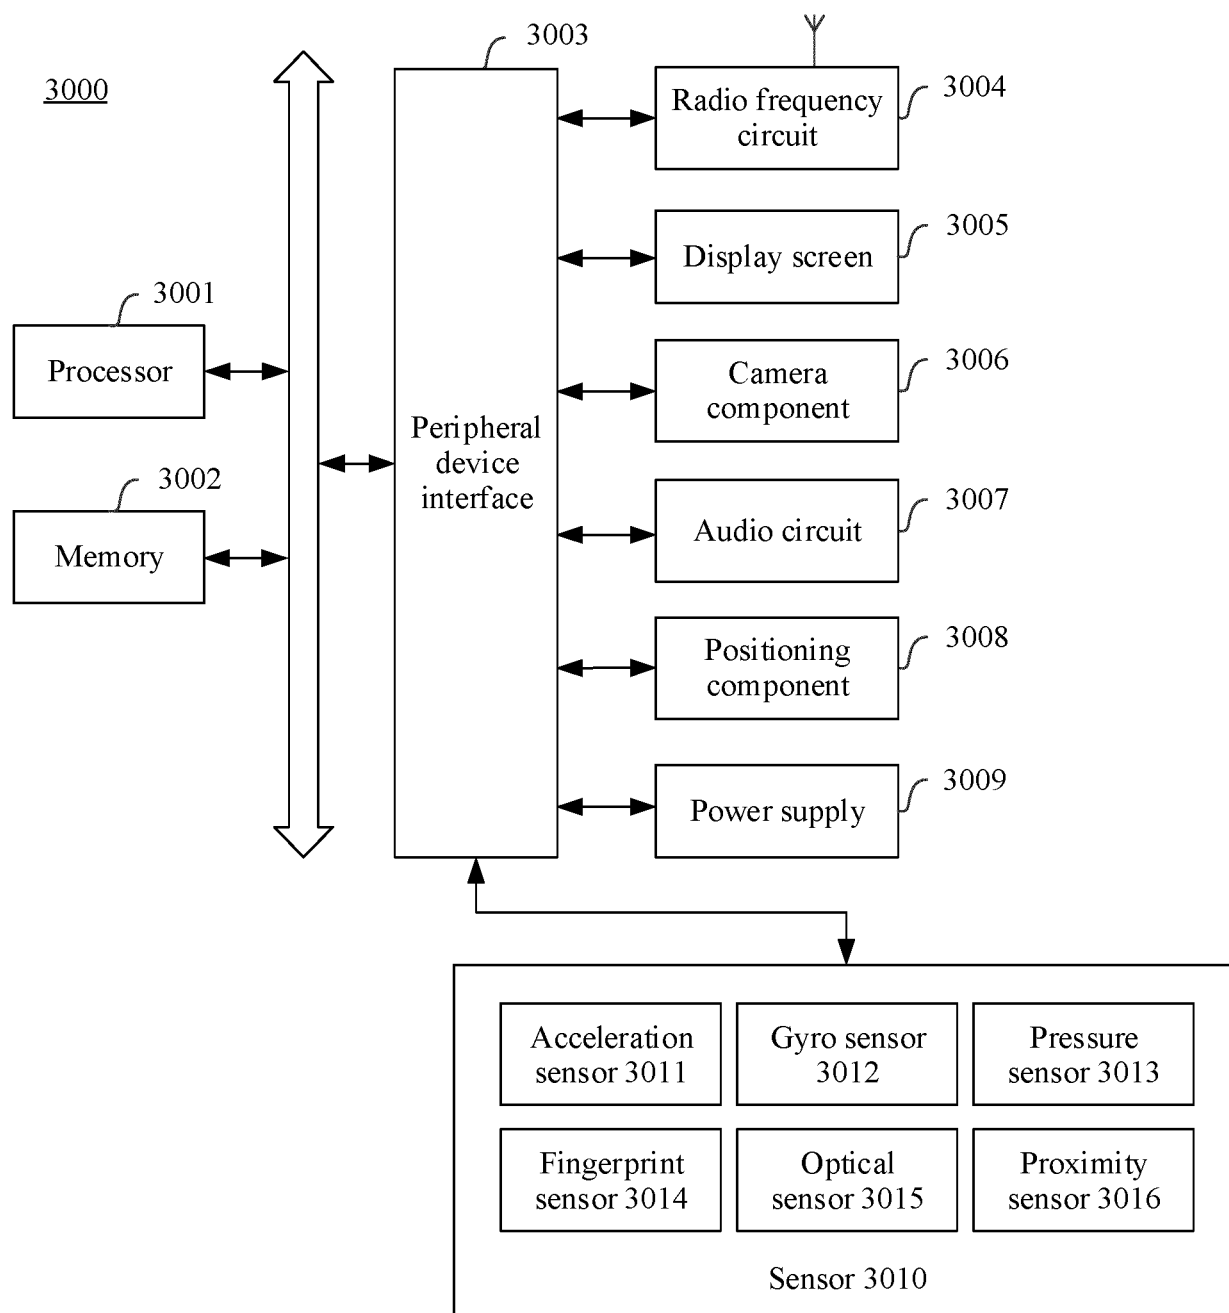 3000
3003
3004
Radio frequency
circuit
3005
Display screen
3001
Processor
3006
Camera
component
Peripheral
device
interface
3002
Memory
3007
Audio circuit
3008
Positioning
component
3009
Power supply
Acceleration
sensor 3011
Gyro sensor
3012
Pressure
sensor 3013
Fingerprint
sensor 3014
Optical
sensor 3015
Proximity
sensor 3016
Sensor 3010